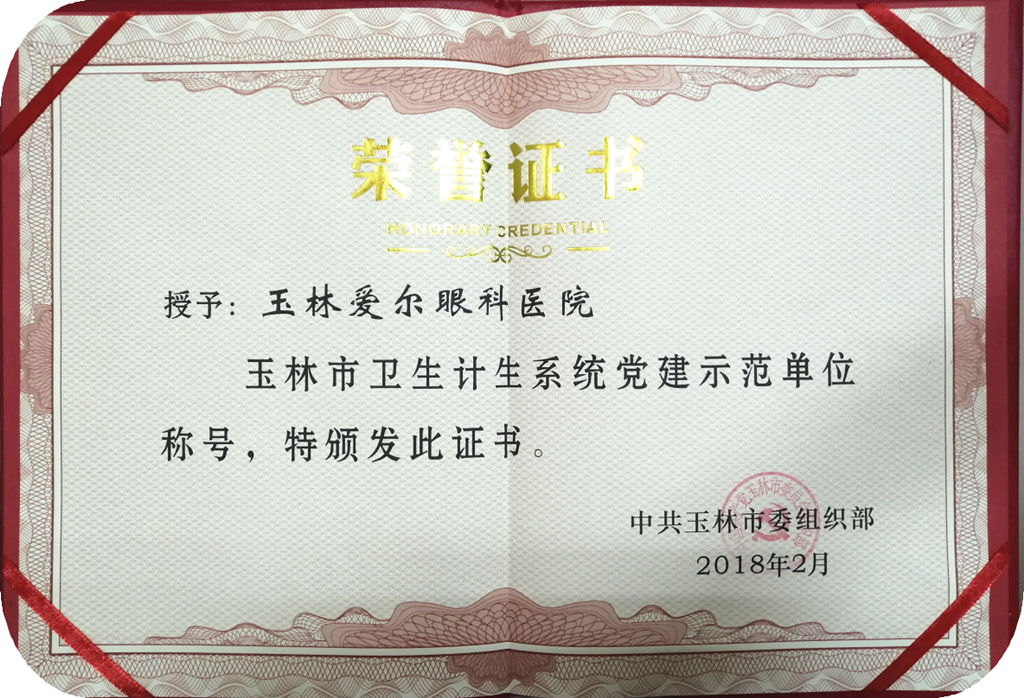 荣誉证书
HONORARY CREDENTIAL
授予：玉林爱尔眼科医院
玉林市卫生计生系统党建示范单位
称号，特颁发此证书。
中共玉林市委组织部
2018年2月